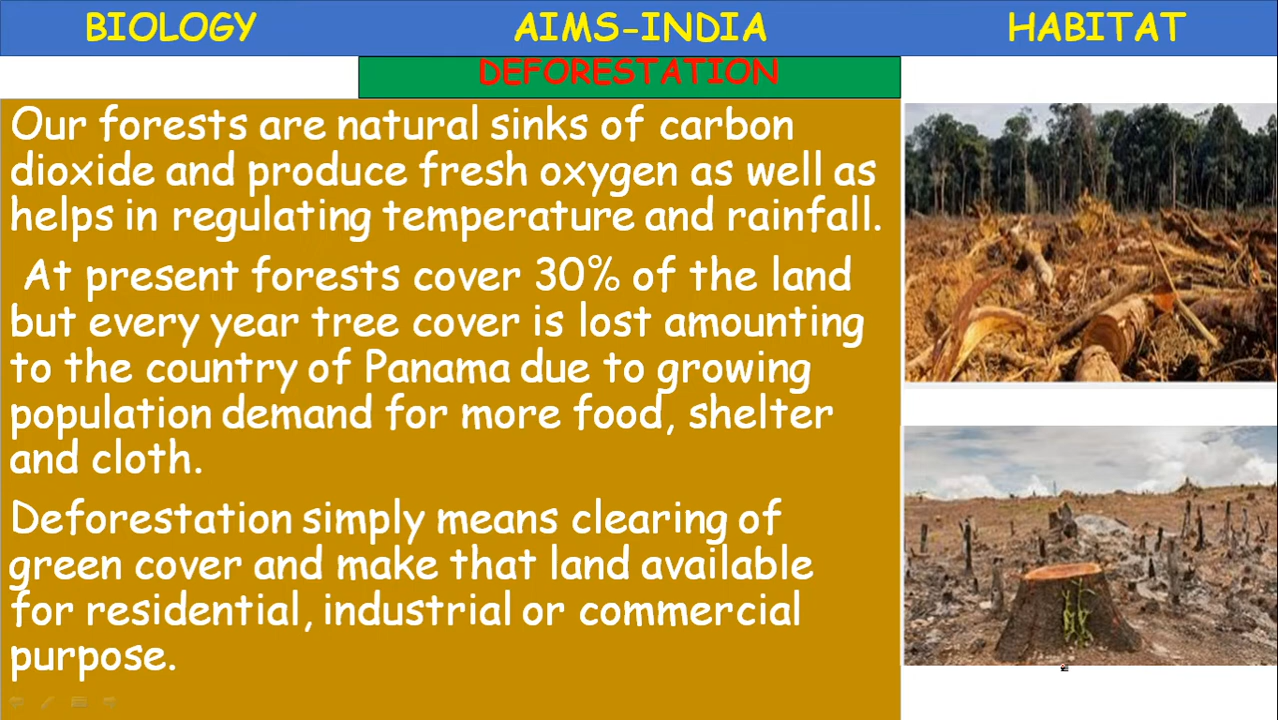 BIOLOGY AIMS-INDIA HABITAT
DEFORESTATION
Our forests are natural sinks of carbon
dioxide and produce fresh oxygen as well as
helps in regulating temperature and rainfall.
At present forests cover 30% of the land
but every year tree cover is lost amounting
to the country of Panama due to growing
population demand for more food, shelter
and cloth.
Deforestation simply means clearing of
green cover and make that land available
for residential, industrial or commercial
purpose.